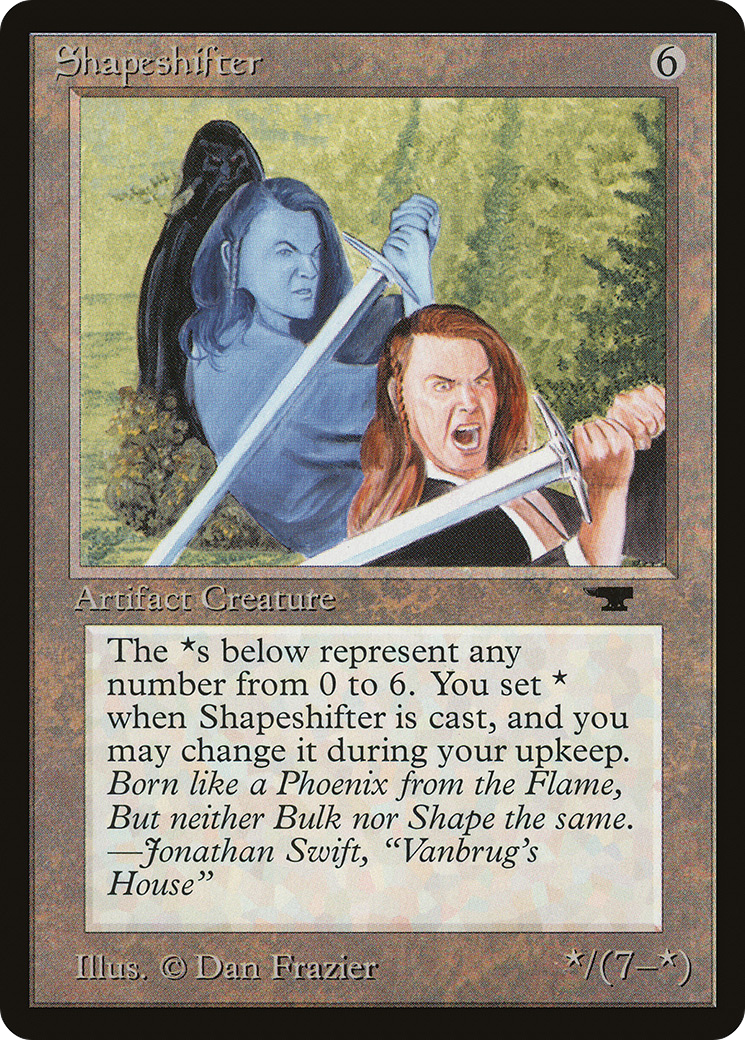 Shapeshifter 6
Artifact Creature
The *s below represent any
number from 0 to 6. You set *
when Shapeshifter is cast, and you
may change it during your upkeep.
Born like a Phoenix from the Flame,
But neither Bulk nor Shape the same.
—Jonathan Swift, “Vanbrug's
House”
Illus. © Dan Frazier *⁠/(7–*)